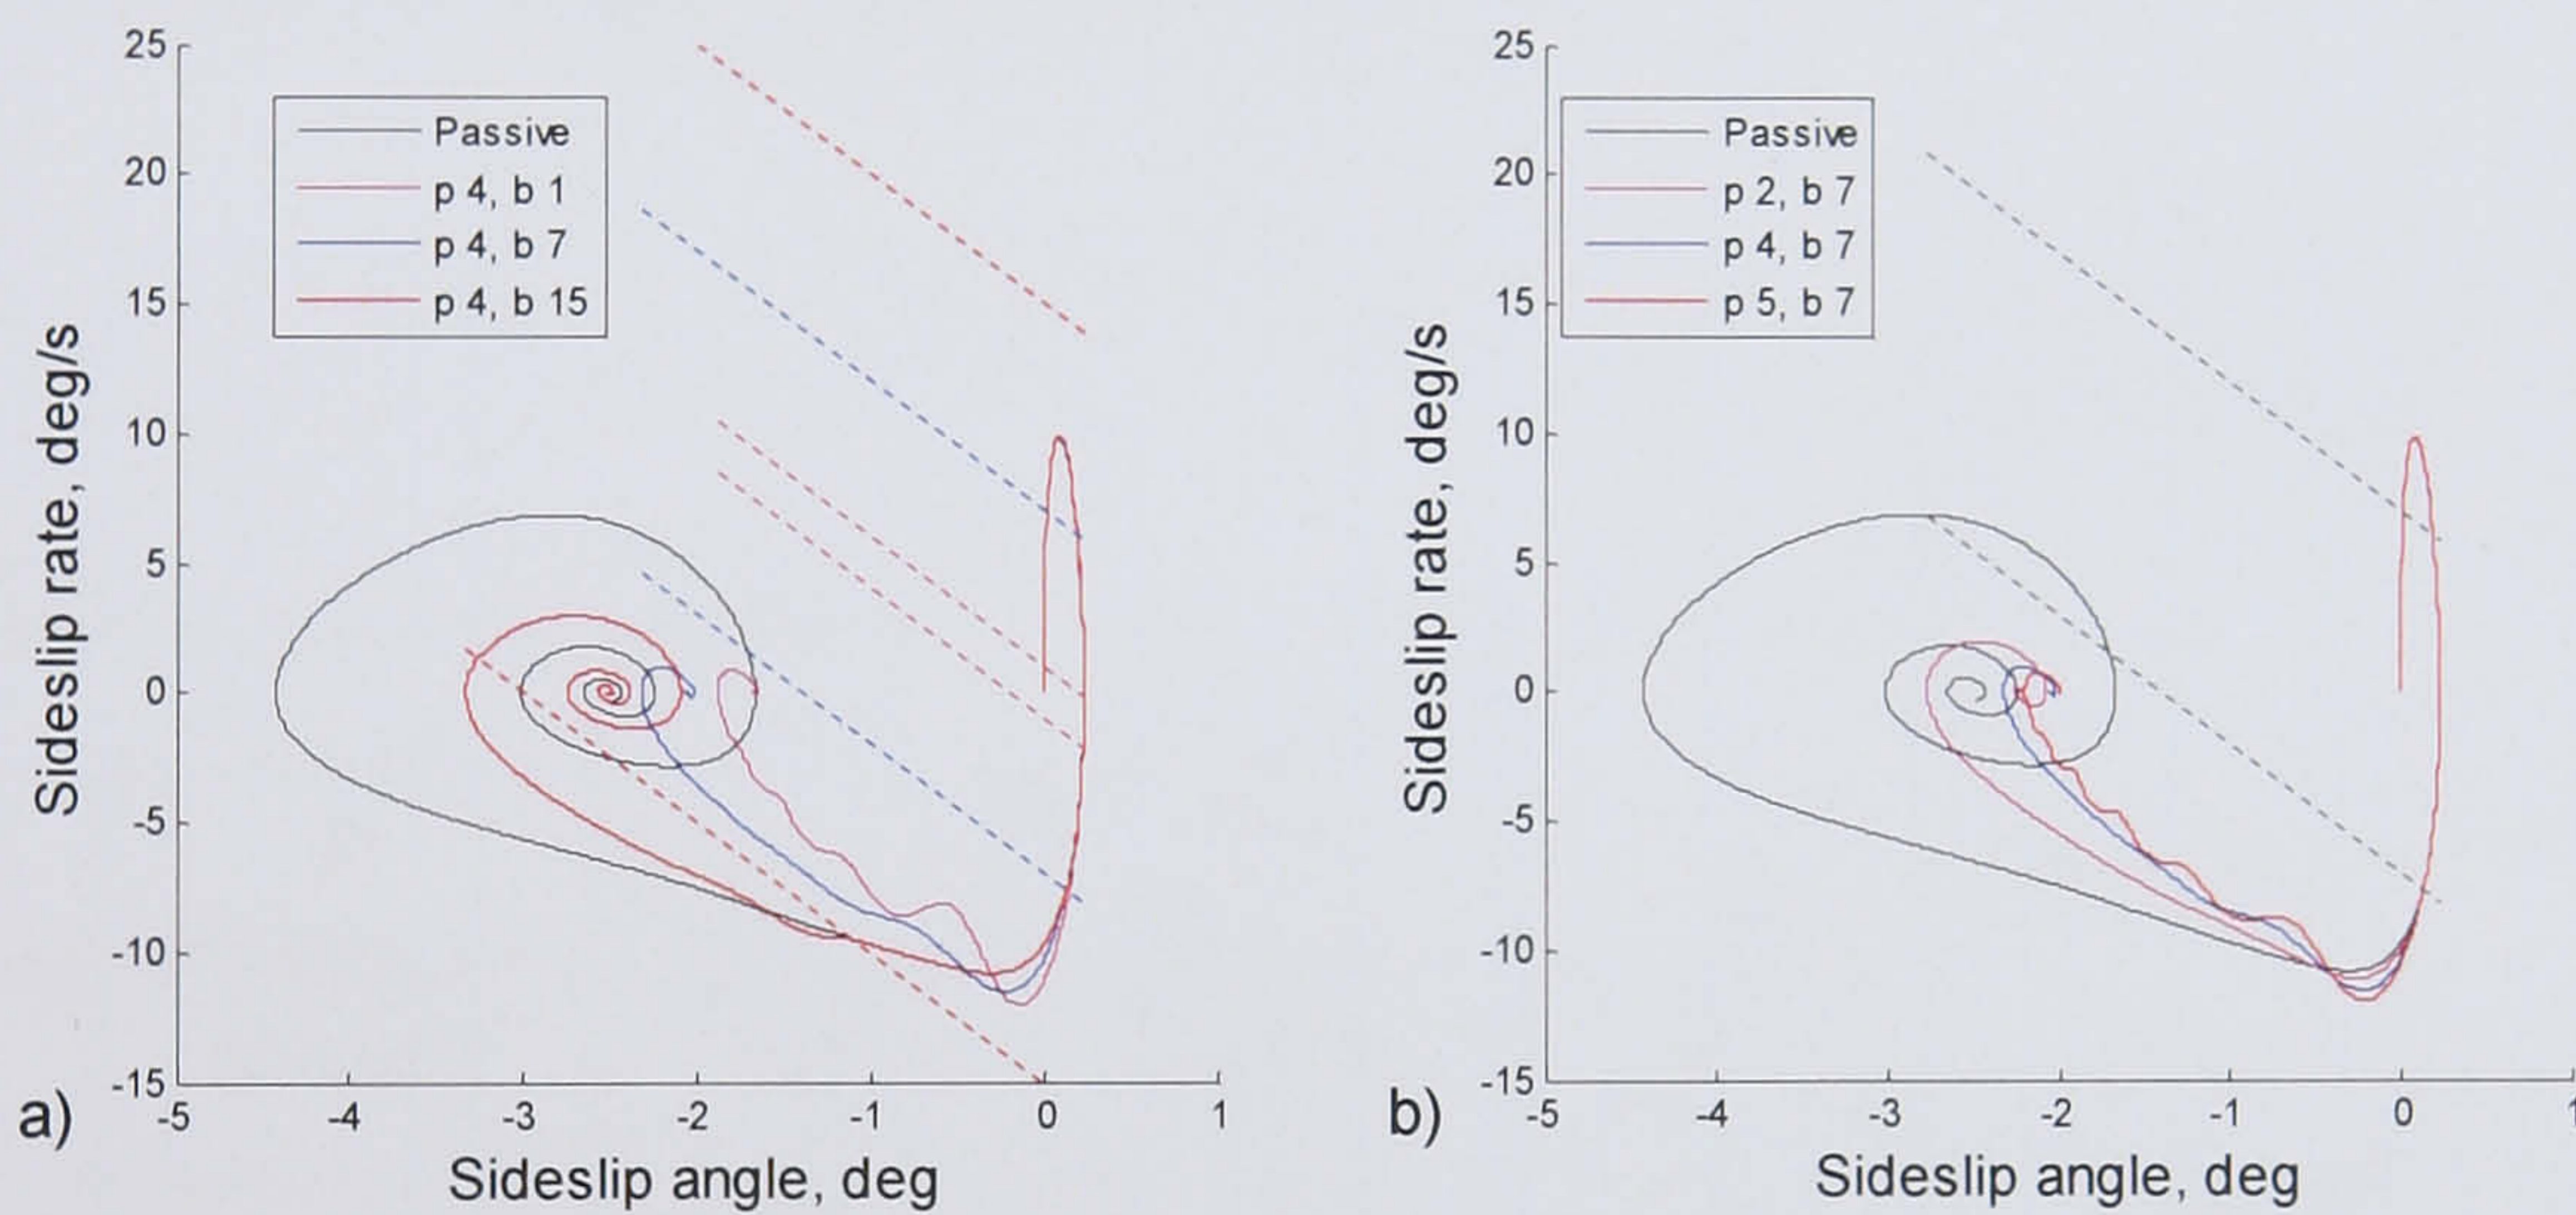 25
20
15
10
5
0
-5
-10
-15
-5
-4
-3
-2
-1
0
1
Sideslip rate, deg/s
Sideslip angle, deg
Passive
p 4, b 1
p 4, b 7
p 4, b 15
a)
25
20
15
10
5
0
-5
-10
-15
-5
-4
-3
-2
-1
0
1
Sideslip rate, deg/s
Sideslip angle, deg
Passive
p 2, b 7
p 4, b 7
p 5, b 7
b)